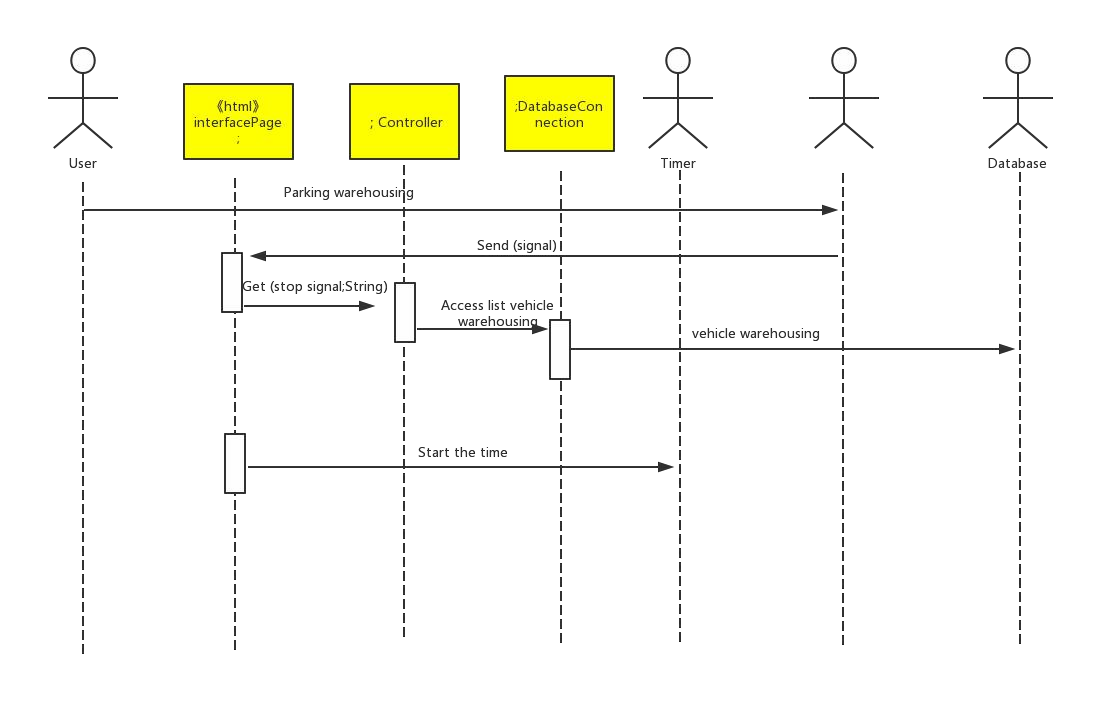 《html》
interfacePage
;
; Controller
;DatabaseCon
nection
User
Timer
Database
Parking warehousing
Send (signal)
Get (stop signal;String)
Access list vehicle
warehousing
vehicle warehousing
Start the time